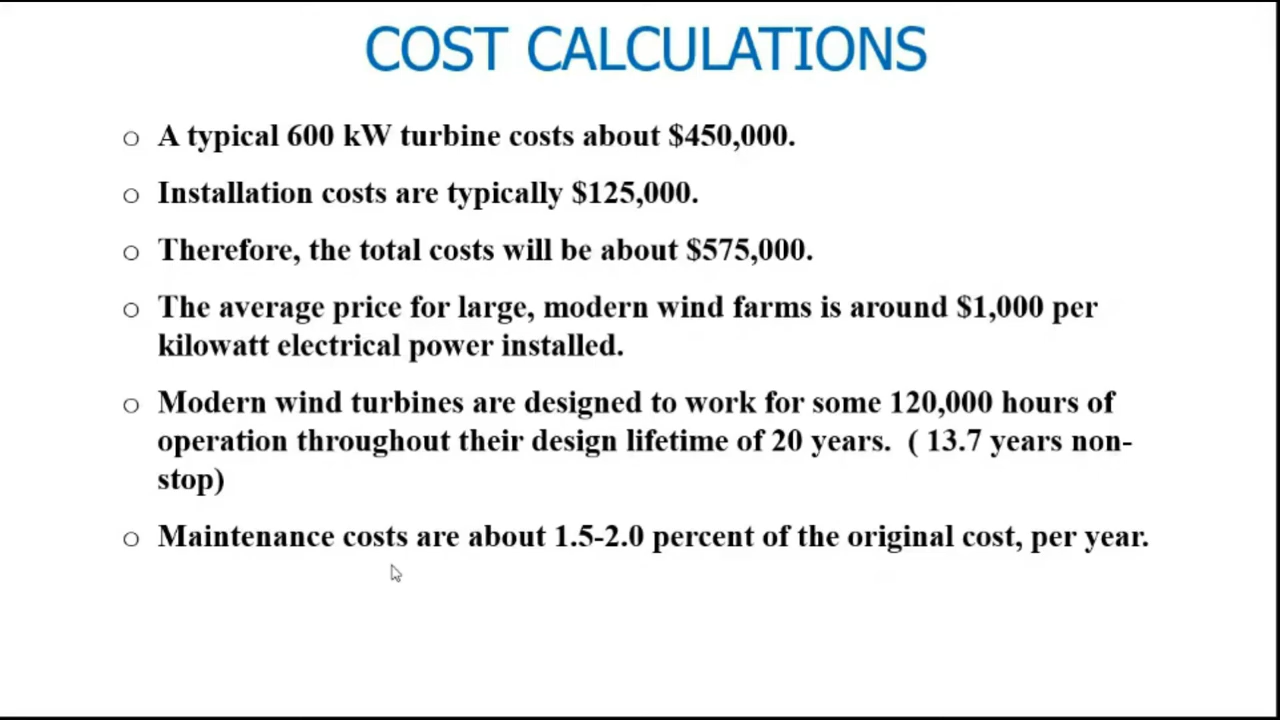 COST CALCULATIONS
o A typical 600 kW turbine costs about $450,000.
o Installation costs are typically $125,000.
o Therefore, the total costs will be about $575,000.
o The average price for large, modern wind farms is around $1,000 per
kilowatt electrical power installed.
o Modern wind turbines are designed to work for some 120,000 hours of
operation throughout their design lifetime of 20 years. ( 13.7 years non-
stop)
o Maintenance costs are about 1.5-2.0 percent of the original cost, per year.